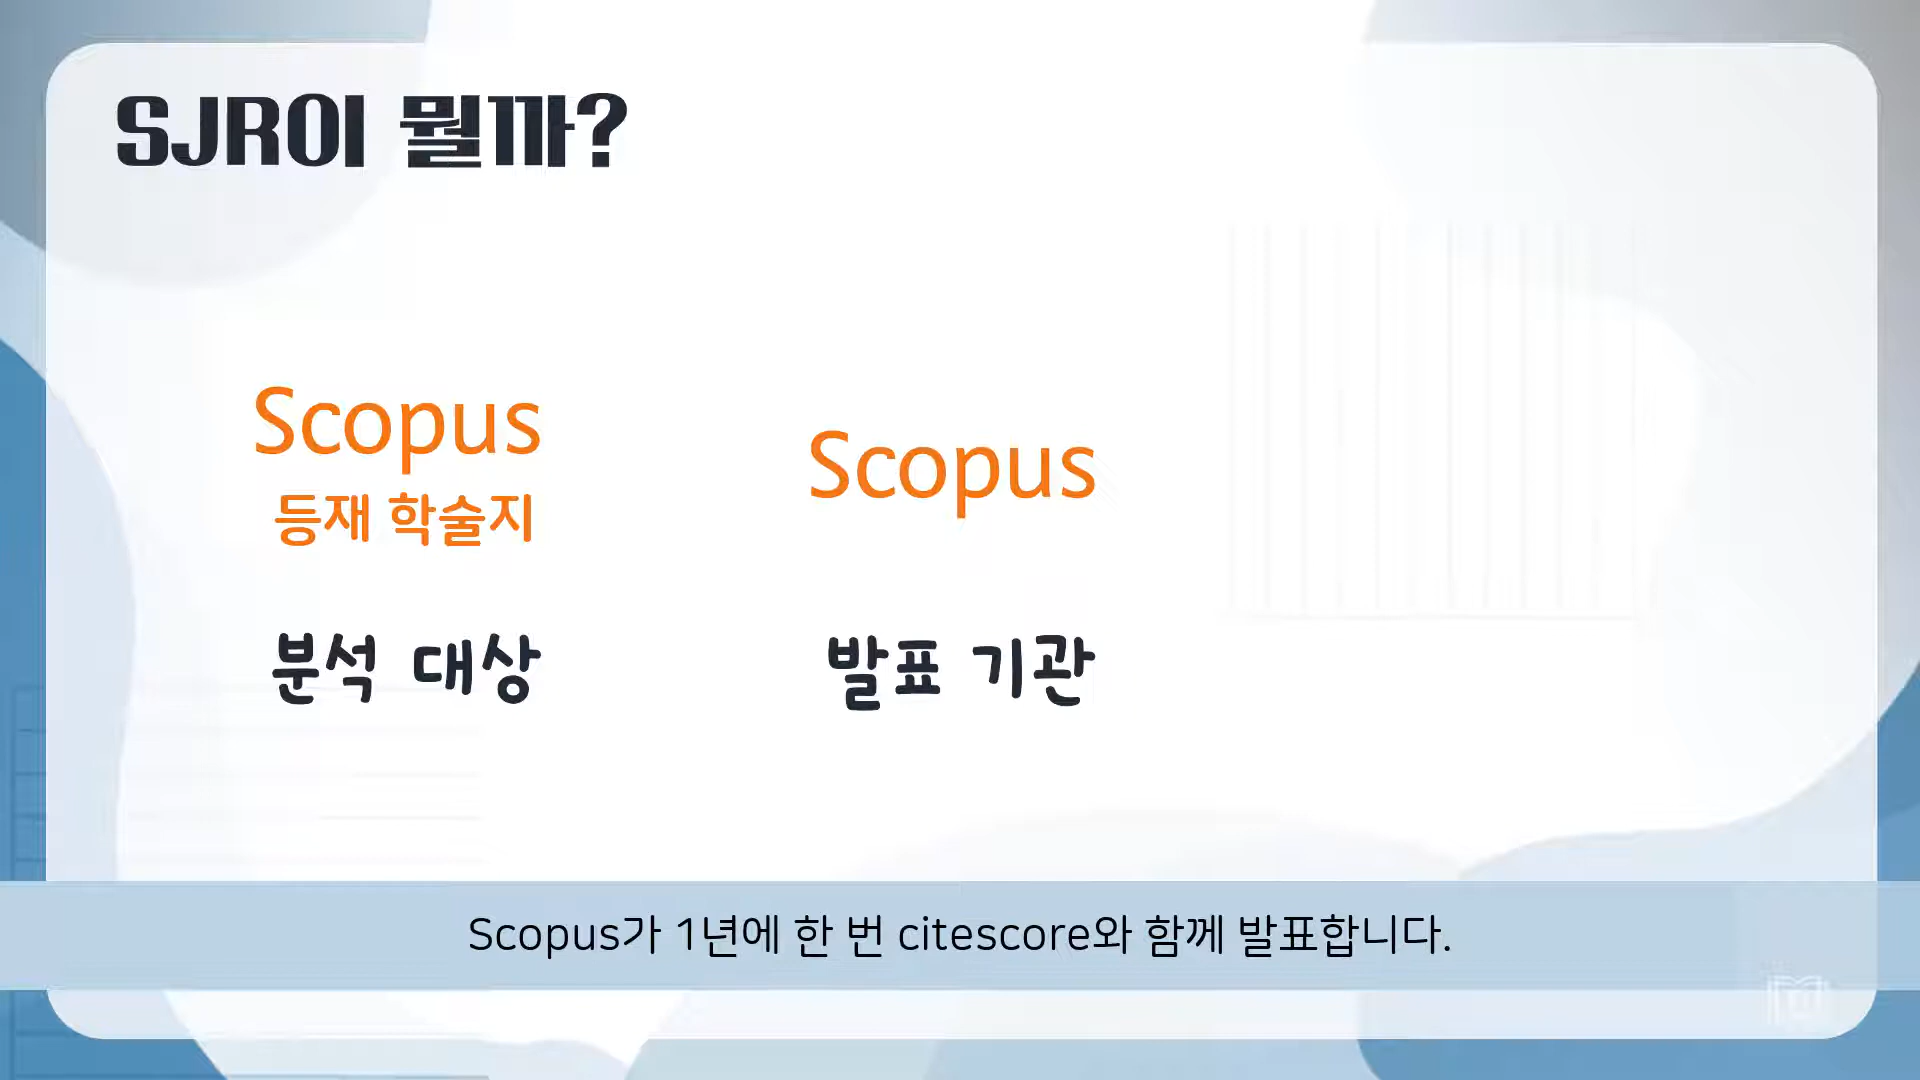 SJR이 뭘까?
Scopus
등재 학술지
분석 대상
Scopus
발표 기관
Scopus가 1년에 한 번 citescore와 함께 발표합니다.